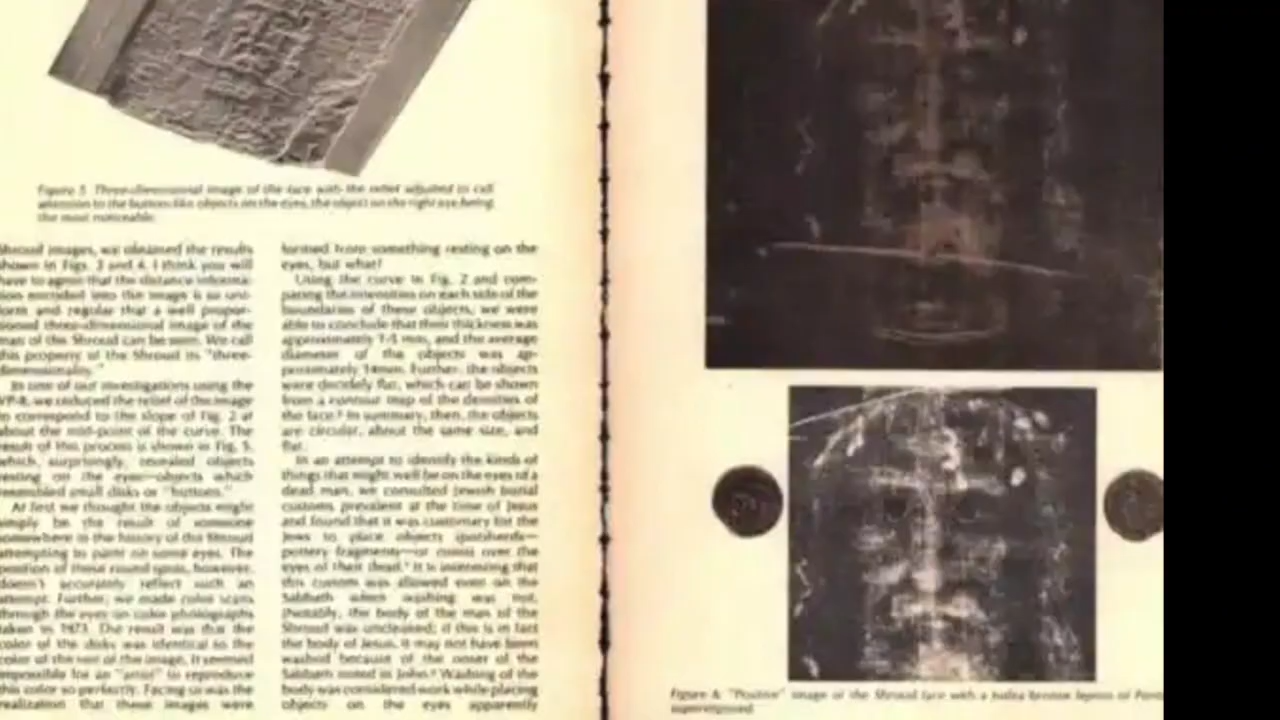 Figure 5. Three-dimensional image of the face with the relief adjusted to call
attention to the button-like objects on the eyes, the object on the right eye being
the most noticeable.
Shroud images, we obtained the results
shown in Figs. 3 and 4. I think you will
have to agree that the distance informa-
tion encoded into the image is so uni-
form and regular that a well propor-
tioned three-dimensional image of the
man of the Shroud can be seen. We call
this property of the Shroud its "three-
dimensionality."
In one of our investigations using the
VP-8, we reduced the relief of the image
to correspond to the slope of Fig. 2 at
about the mid-point of the curve. The
result of this process is shown in Fig. 5,
which, surprisingly, revealed objects
resting on the eyes—objects which
resembled small disks or "buttons."
At first we thought the objects might
simply be the result of someone
somewhere in the history of the Shroud
attempting to paint on some eyes. The
position of these round spots, however,
doesn't accurately reflect such an
attempt. Further, we made color scans
through the eyes on color photographs
taken in 1973. The result was that the
color of the disks was identical to the
color of the rest of the image. It seemed
impossible for an "artist" to reproduce
this color so perfectly. Facing us was the
realization that these images were
formed from something resting on the
eyes, but what?
Using the curve in Fig. 2 and com-
paring the intensities on each side of the
boundaries of these objects, we were
able to conclude that their thickness was
approximately 1-5 mm, and the average
diameter of the objects was ap-
proximately 14mm. Further, the objects
were decidely flat, which can be shown
from a contour map of the densities of
the face.³ In summary, then, the objects
are circular, about the same size, and
flat.
In an attempt to identify the kinds of
things that might well be on the eyes of a
dead man, we consulted Jewish burial
customs prevalent at the time of Jesus
and found that it was customary for the
Jews to place objects (potsherds—
pottery fragments—or coins) over the
eyes of their dead. It is interesting that
this custom was allowed even on the
Sabbath when washing was not.
(Notably, the body of the man of the
Shroud was uncleaned; if this is in fact
the body of Jesus, it may not have been
washed because of the onset of the
Sabbath noted in John.) Washing of the
body was considered work while placing
objects on the eyes apparently
Figure 6. "Positive" image of the Shroud face with a Judea bronze lepton of
superimposed.